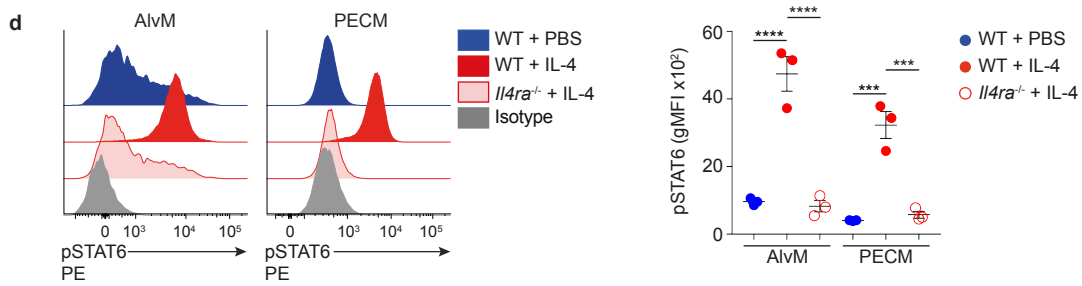 d
AlvM
PECM
WT + PBS
WT + IL-4
Il4ra-/- + IL-4
Isotype
0 10³ 10⁴ 10⁵
0 10³ 10⁴ 10⁵
pSTAT6
PE
pSTAT6
PE
pSTAT6 (gMFI x10²)
60
40
20
0
****
****
***
***
AlvM
PECM
WT + PBS
WT + IL-4
Il4ra-/- + IL-4